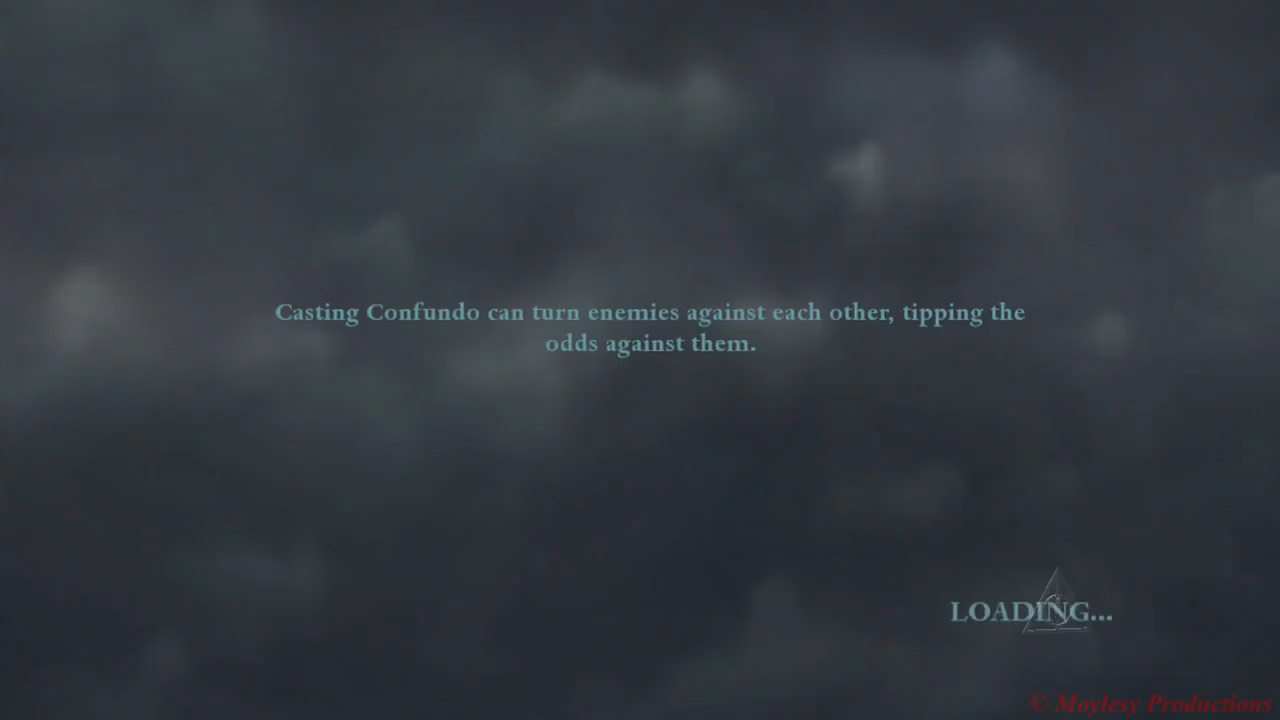 Casting Confundo can turn enemies against each other, tipping the
odds against them.
LOADING...
© Moylesy Productions